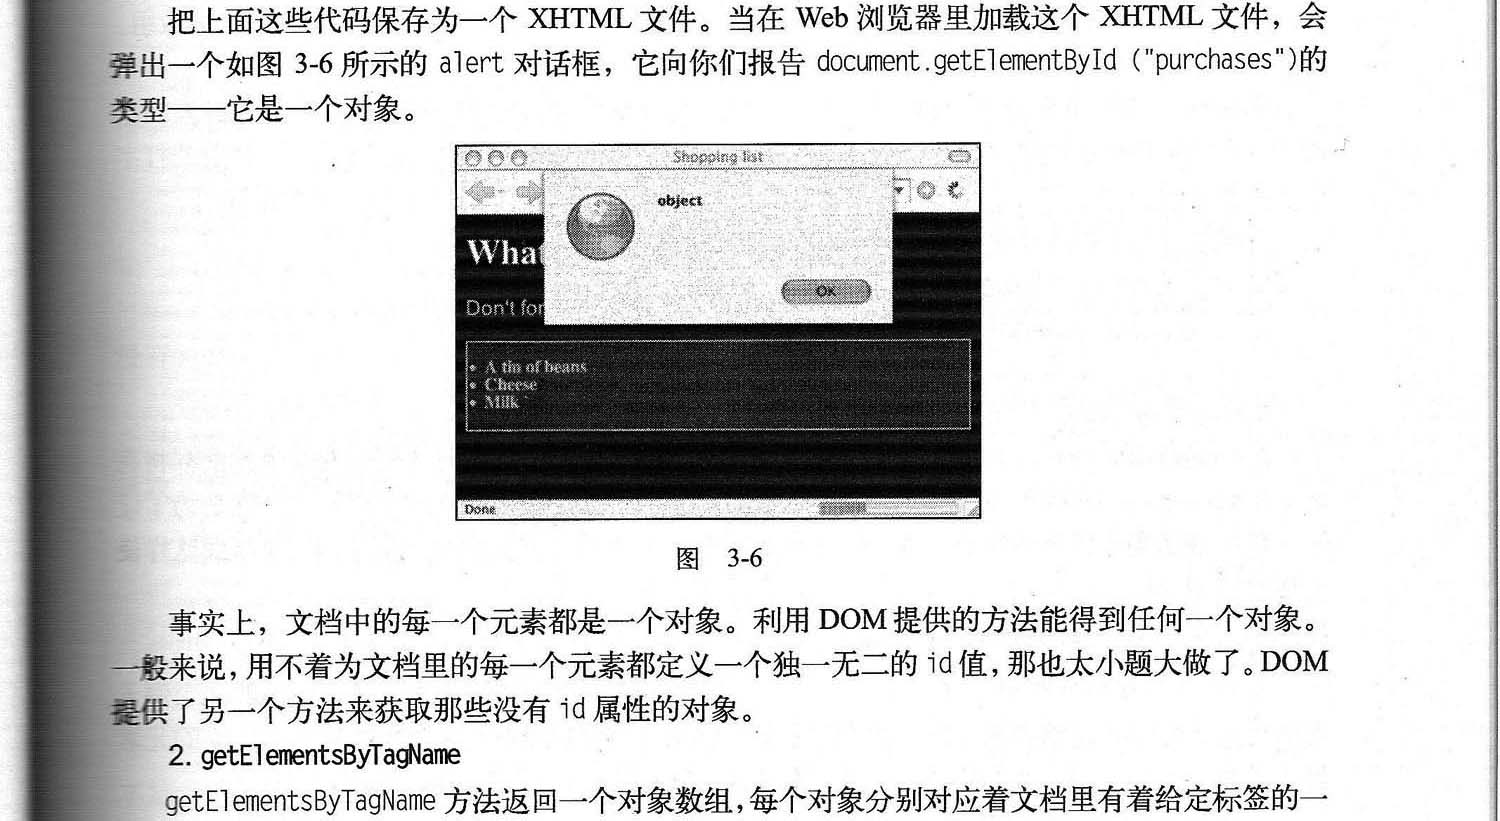 把上面这些代码保存为一个 XHTML 文件。当在 Web 浏览器里加载这个 XHTML 文件，会
弹出一个如图 3-6 所示的 alert 对话框，它向你们报告 document.getElementById ("purchases")的
类型——它是一个对象。
Shopping list
object
OK
What
Don't for
• A tin of beans
• Cheese
• Milk
Done
图 3-6
事实上，文档中的每一个元素都是一个对象。利用 DOM 提供的方法能得到任何一个对象。
一般来说，用不着为文档里的每一个元素都定义一个独一无二的 id 值，那也太小题大做了。DOM
提供了另一个方法来获取那些没有 id 属性的对象。
2. getElementsByTagName
getElementsByTagName 方法返回一个对象数组，每个对象分别对应着文档里有着给定标签的一